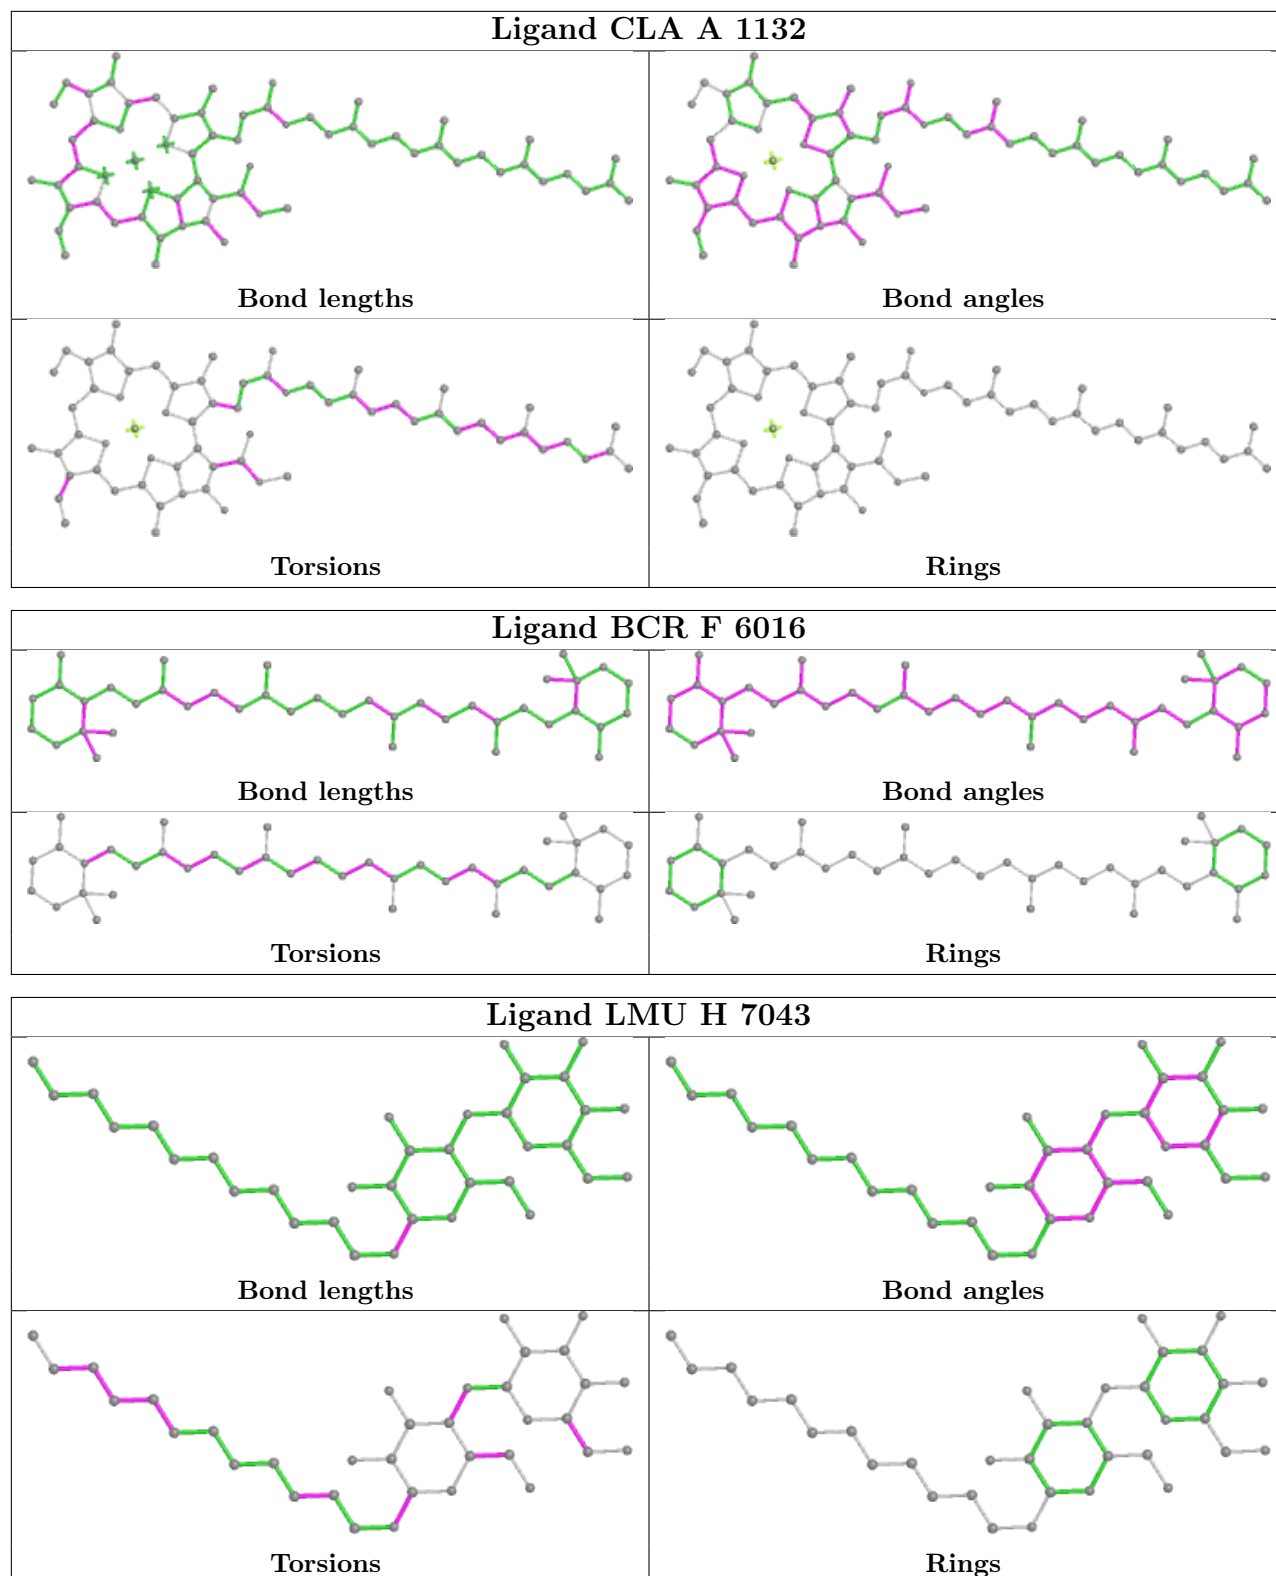 Ligand CLA A 1132
Bond lengths
Bond angles
Torsions
Rings
Ligand BCR F 6016
Bond lengths
Bond angles
Torsions
Rings
Ligand LMU H 7043
Bond lengths
Bond angles
Torsions
Rings